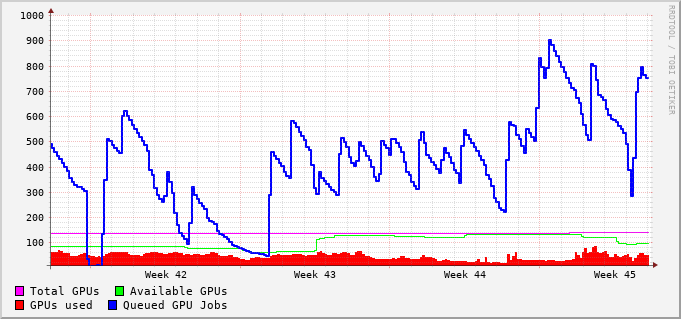 1000
900
800
700
600
500
400
300
200
100
Week 42 Week 43 Week 44 Week 45
Total GPUs Available GPUs
GPUs used Queued GPU Jobs
RRDTOOL / TOBI OETIKER